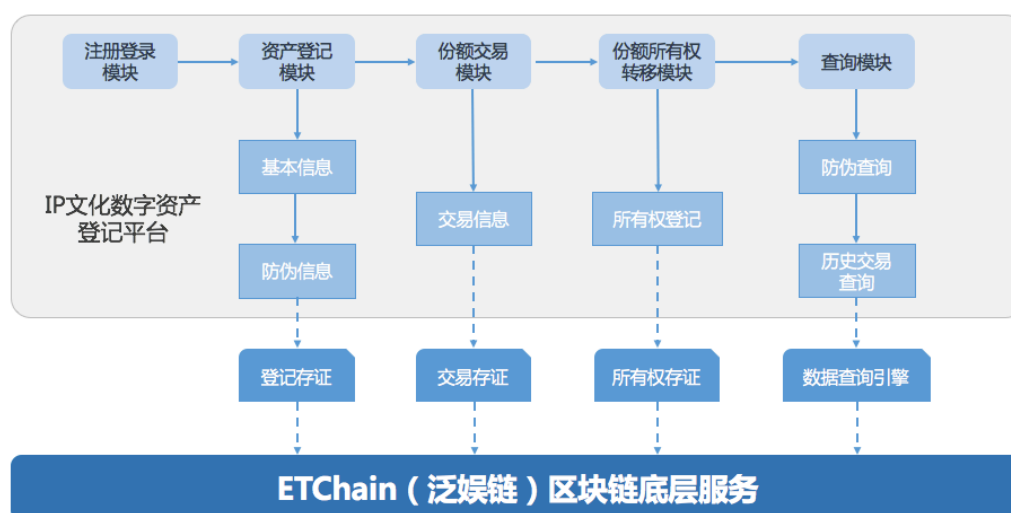 注册登录
模块
资产登记
模块
份额交易
模块
份额所有权
转移模块
查询模块
基本信息
防伪查询
IP文化数字资产
登记平台
交易信息
所有权登记
防伪信息
历史交易
查询
登记存证
交易存证
所有权存证
数据查询引擎
ETChain（泛娱链）区块链底层服务